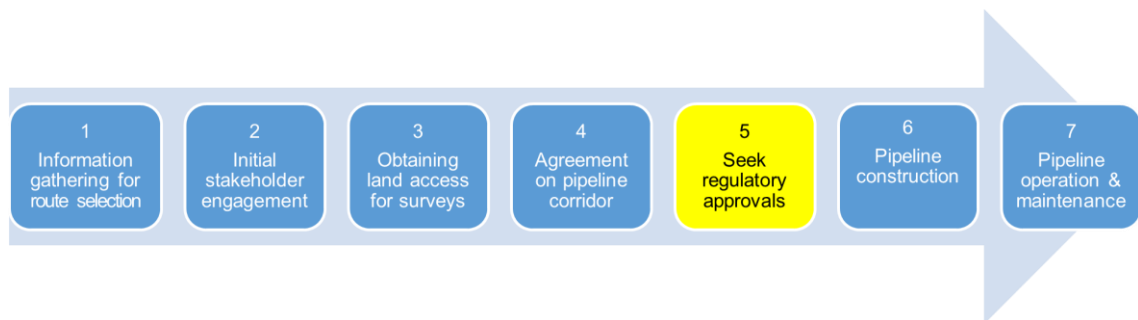 1
Information
gathering for
route selection
2
Initial
stakeholder
engagement
3
Obtaining
land access
for surveys
4
Agreement
on pipeline
corridor
5
Seek
regulatory
approvals
6
Pipeline
construction
7
Pipeline
operation &
maintenance